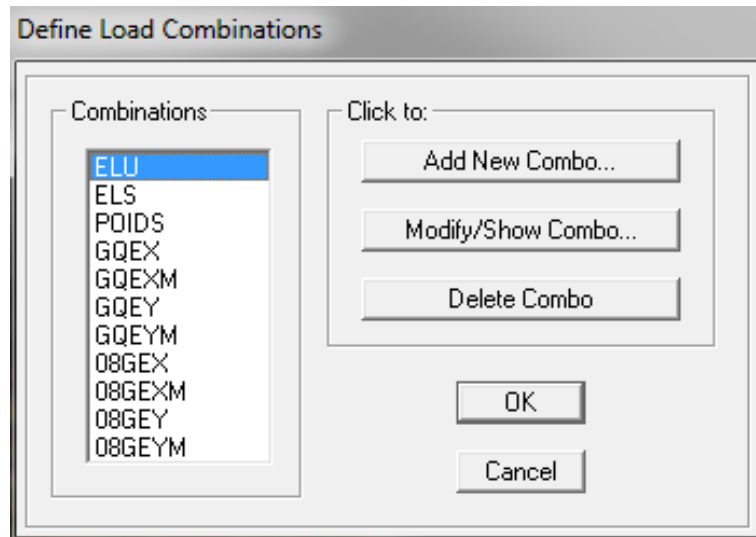 Define Load Combinations
Combinations
ELU
ELS
POIDS
GQEX
GQEXM
GQEY
GQEYM
08GEX
08GEXM
08GEY
08GEYM
Click to:
Add New Combo...
Modify/Show Combo...
Delete Combo
OK
Cancel